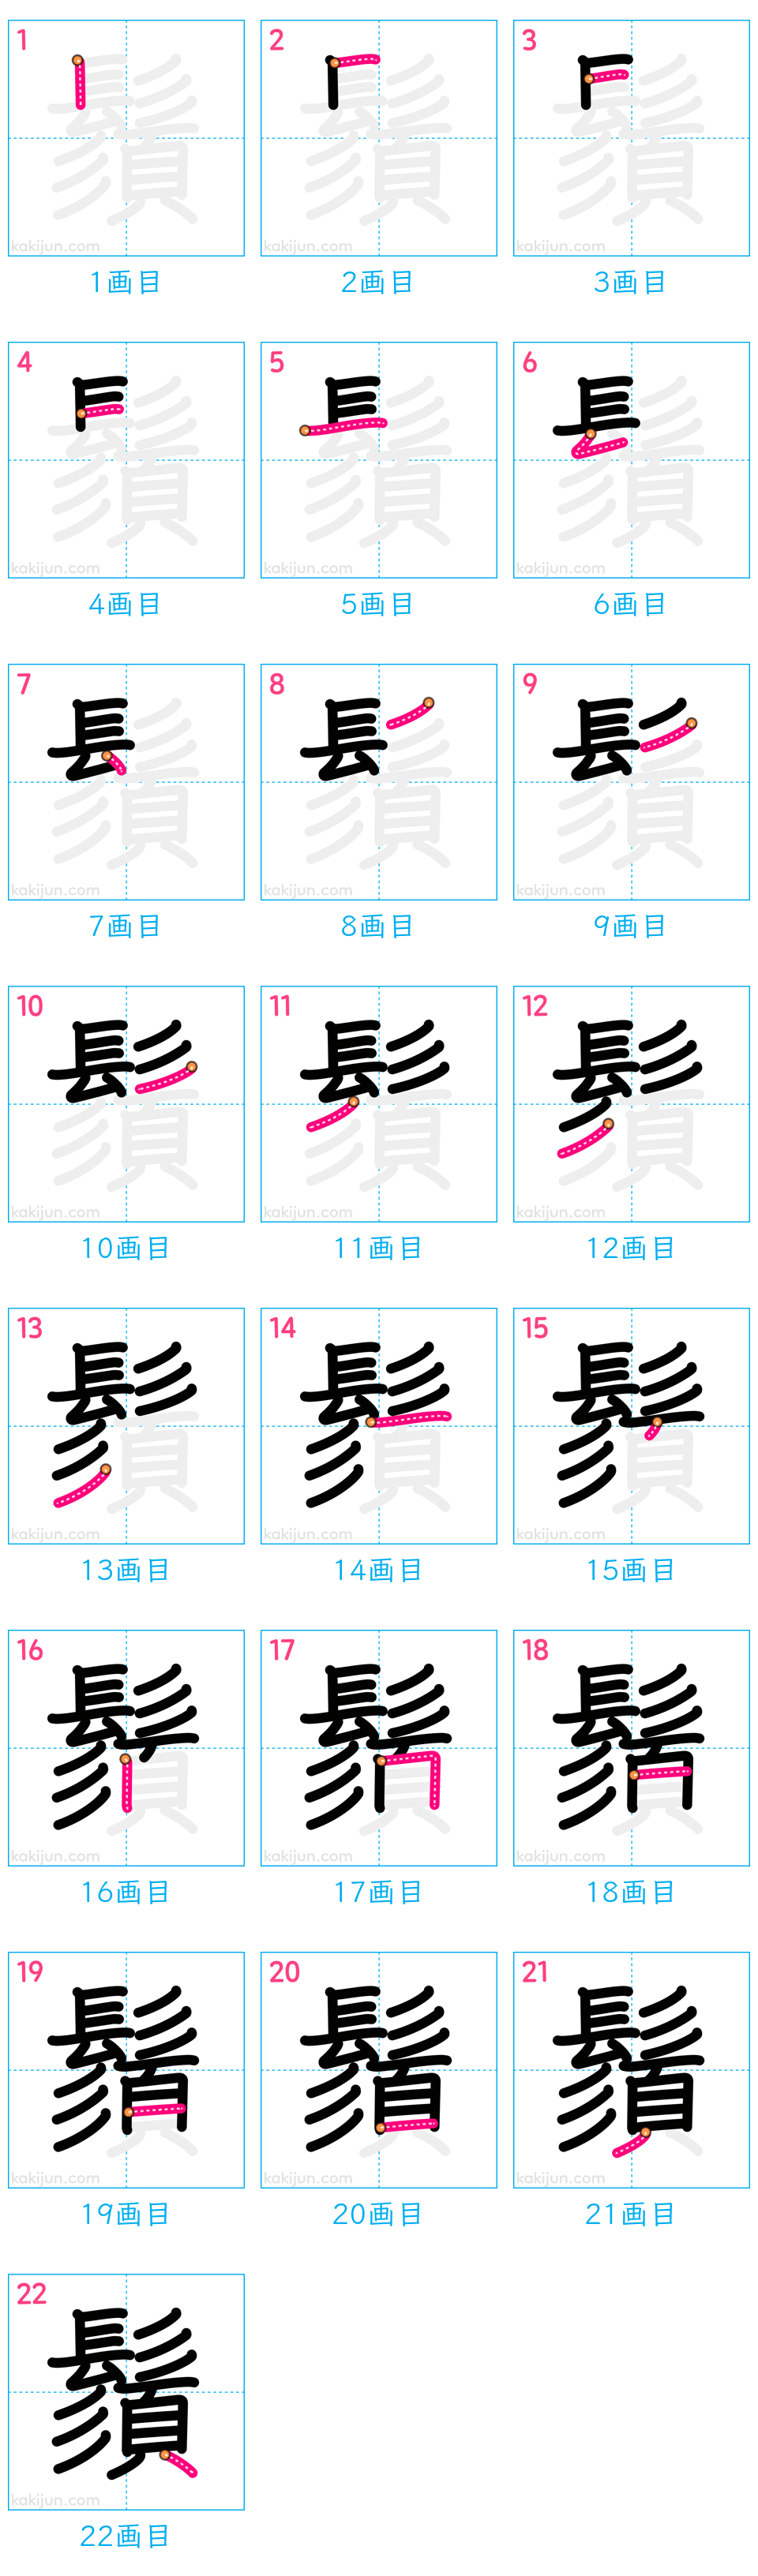 1 2 3
kakijun.com kakijun.com kakijun.com
1画目 2画目 3画目
4 5 6
kakijun.com kakijun.com kakijun.com
4画目 5画目 6画目
7 8 9
kakijun.com kakijun.com kakijun.com
7画目 8画目 9画目
10 11 12
kakijun.com kakijun.com kakijun.com
10画目 11画目 12画目
13 14 15
kakijun.com kakijun.com kakijun.com
13画目 14画目 15画目
16 17 18
kakijun.com kakijun.com kakijun.com
16画目 17画目 18画目
19 20 21
kakijun.com kakijun.com kakijun.com
19画目 20画目 21画目
22
鬚
kakijun.com
22画目